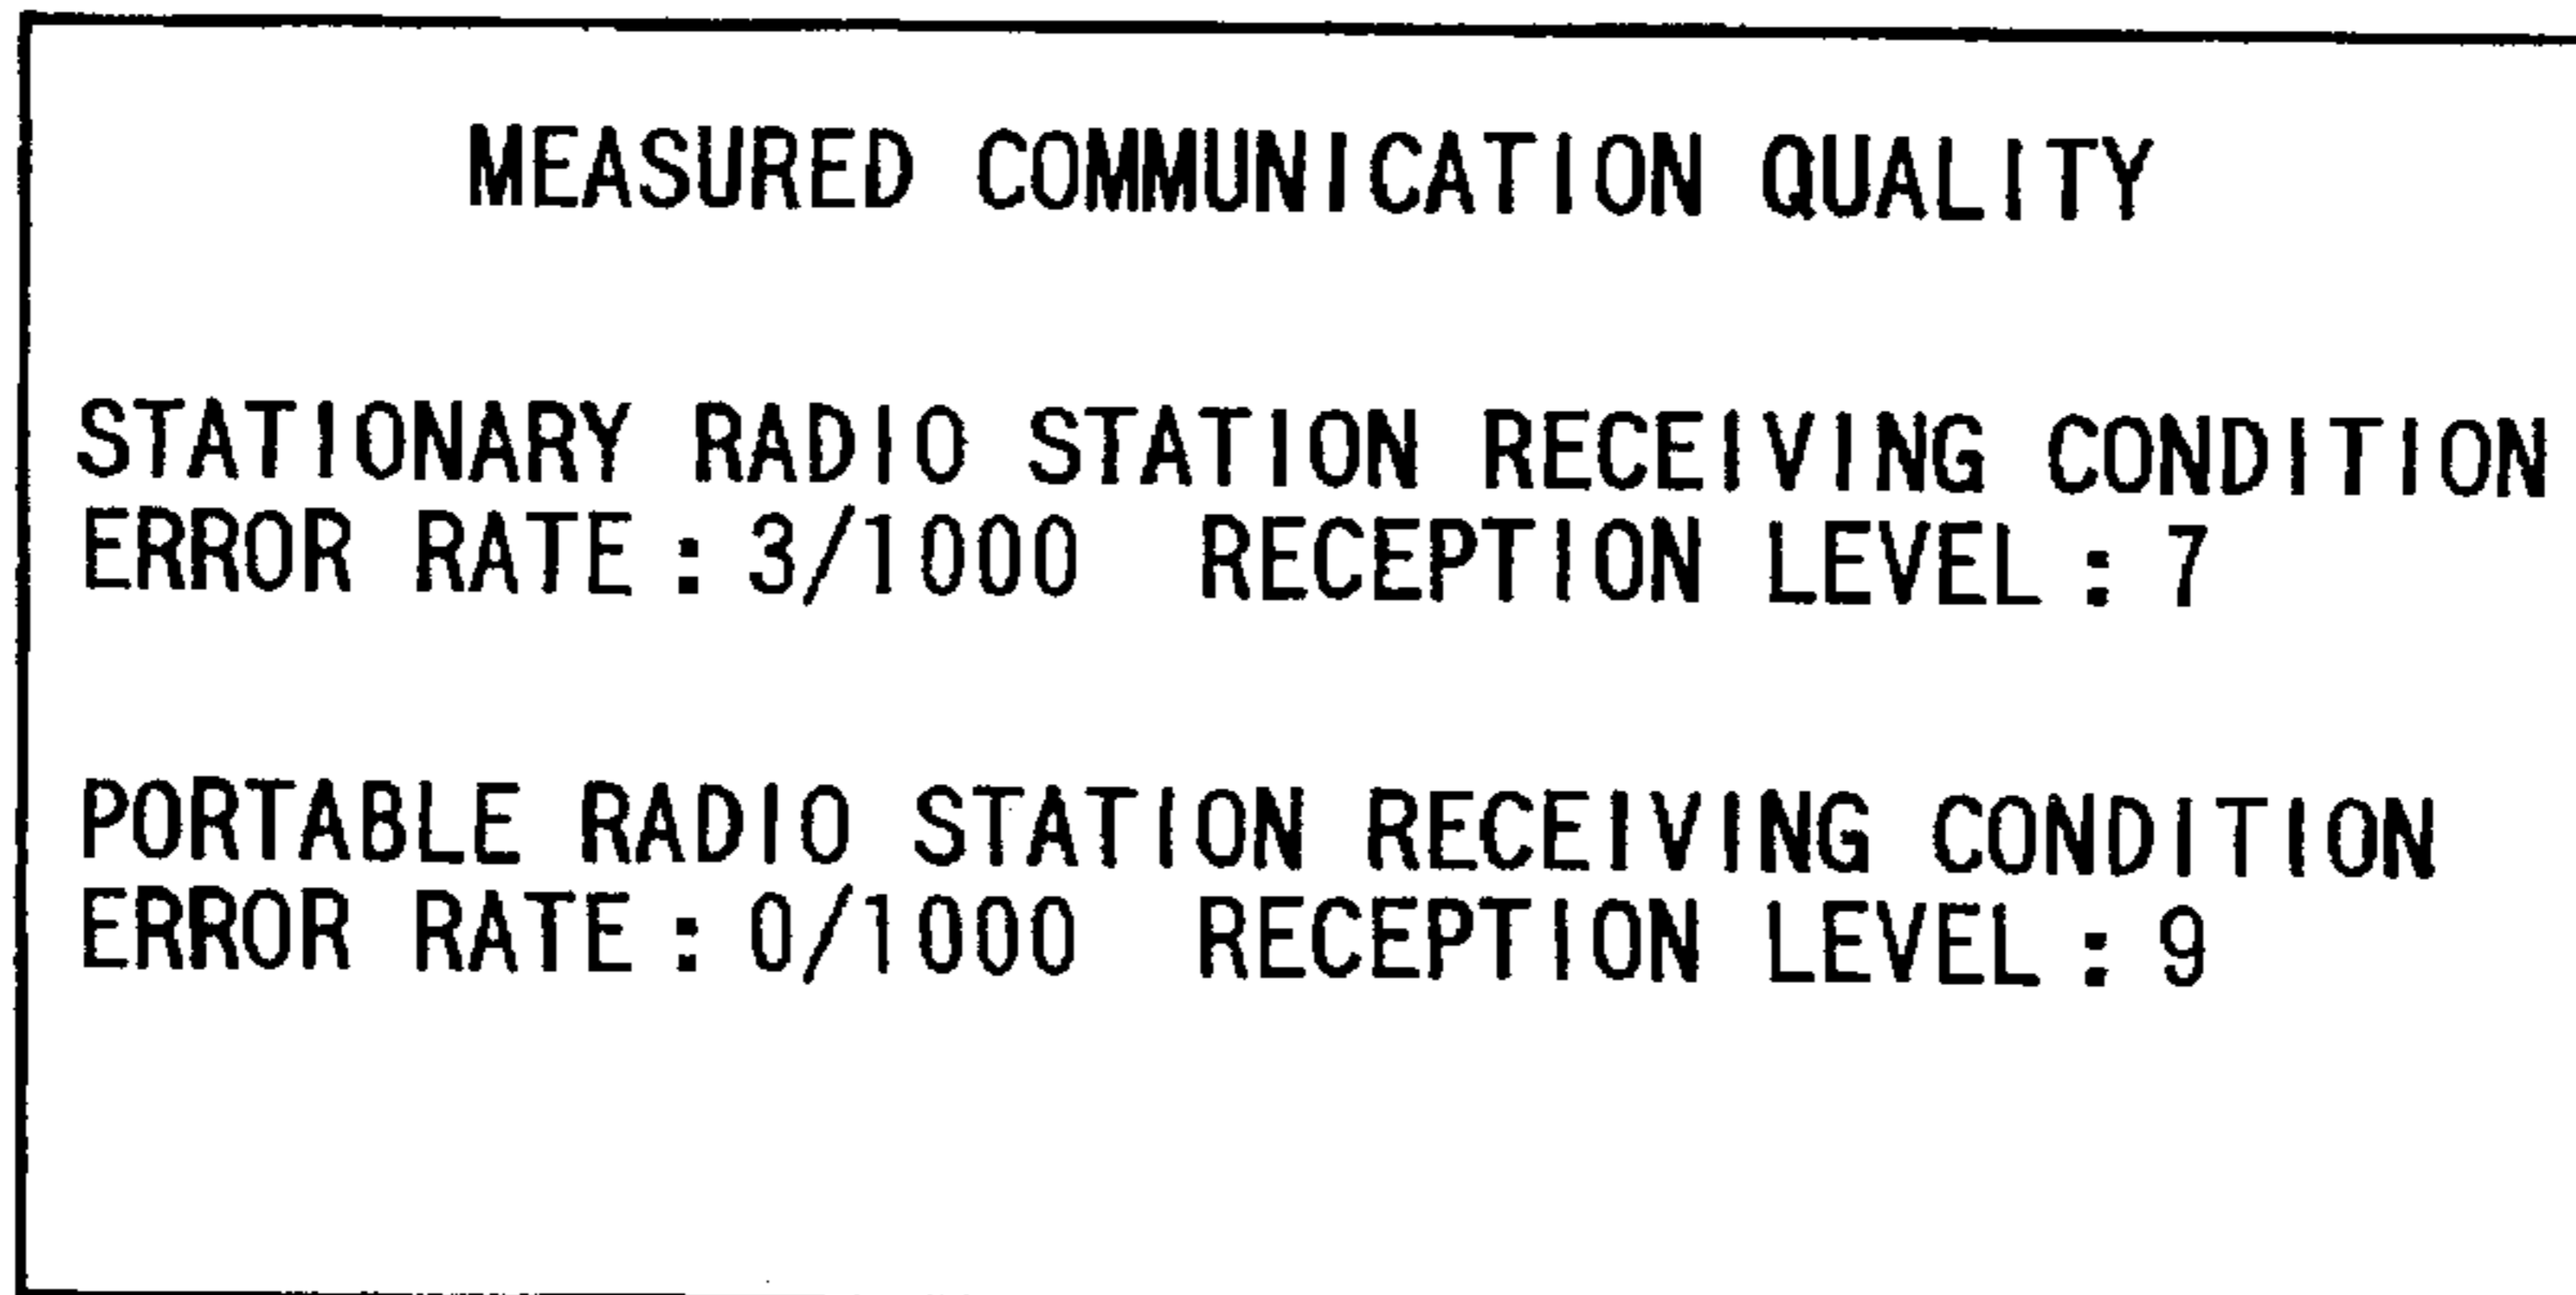 MEASURED COMMUNICATION QUALITY
STATIONARY RADIO STATION RECEIVING CONDITION
ERROR RATE : 3/1000 RECEPTION LEVEL : 7
PORTABLE RADIO STATION RECEIVING CONDITION
ERROR RATE : 0/1000 RECEPTION LEVEL : 9